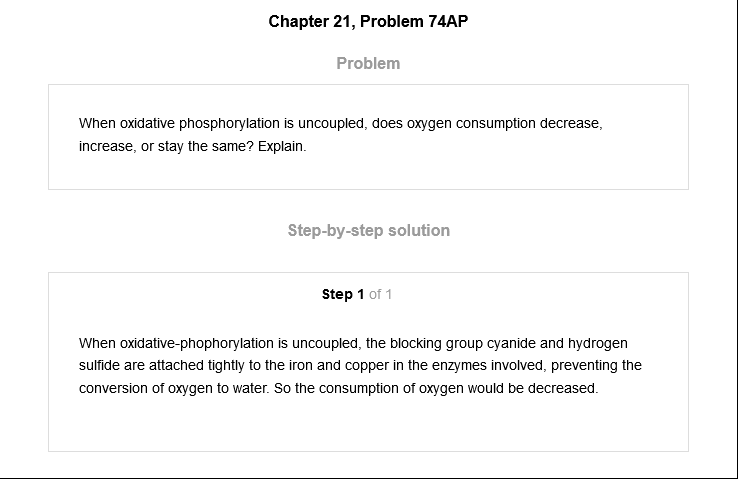 Chapter 21, Problem 74AP
Problem
When oxidative phosphorylation is uncoupled, does oxygen consumption decrease,
increase, or stay the same? Explain.
Step-by-step solution
Step 1 of 1
When oxidative-phophorylation is uncoupled, the blocking group cyanide and hydrogen
sulfide are attached tightly to the iron and copper in the enzymes involved, preventing the
conversion of oxygen to water. So the consumption of oxygen would be decreased.